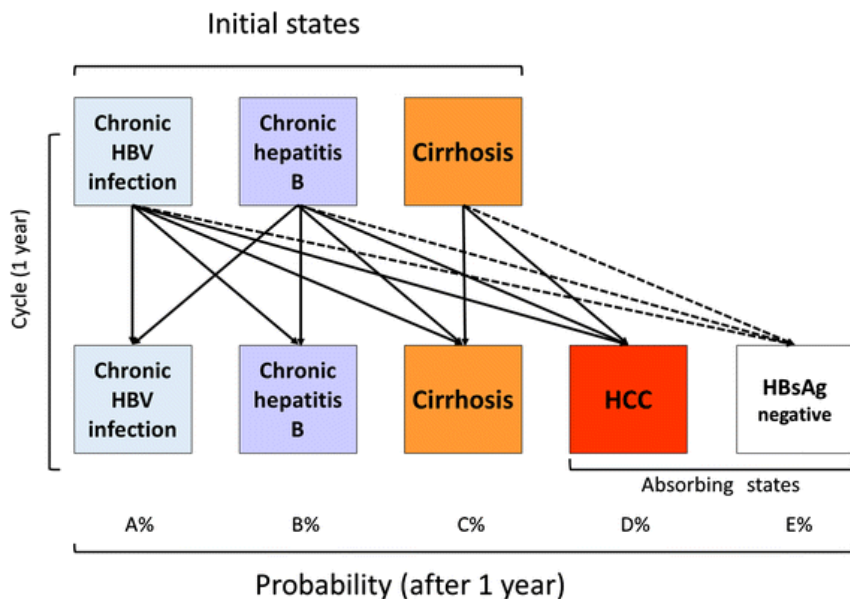 Initial states
Chronic
HBV
infection
Chronic
hepatitis
B
Cirrhosis
Cycle (1 year)
Chronic
HBV
infection
Chronic
hepatitis
B
Cirrhosis
HCC
HBsAg
negative
Absorbing states
A%
B%
C%
D%
E%
Probability (after 1 year)